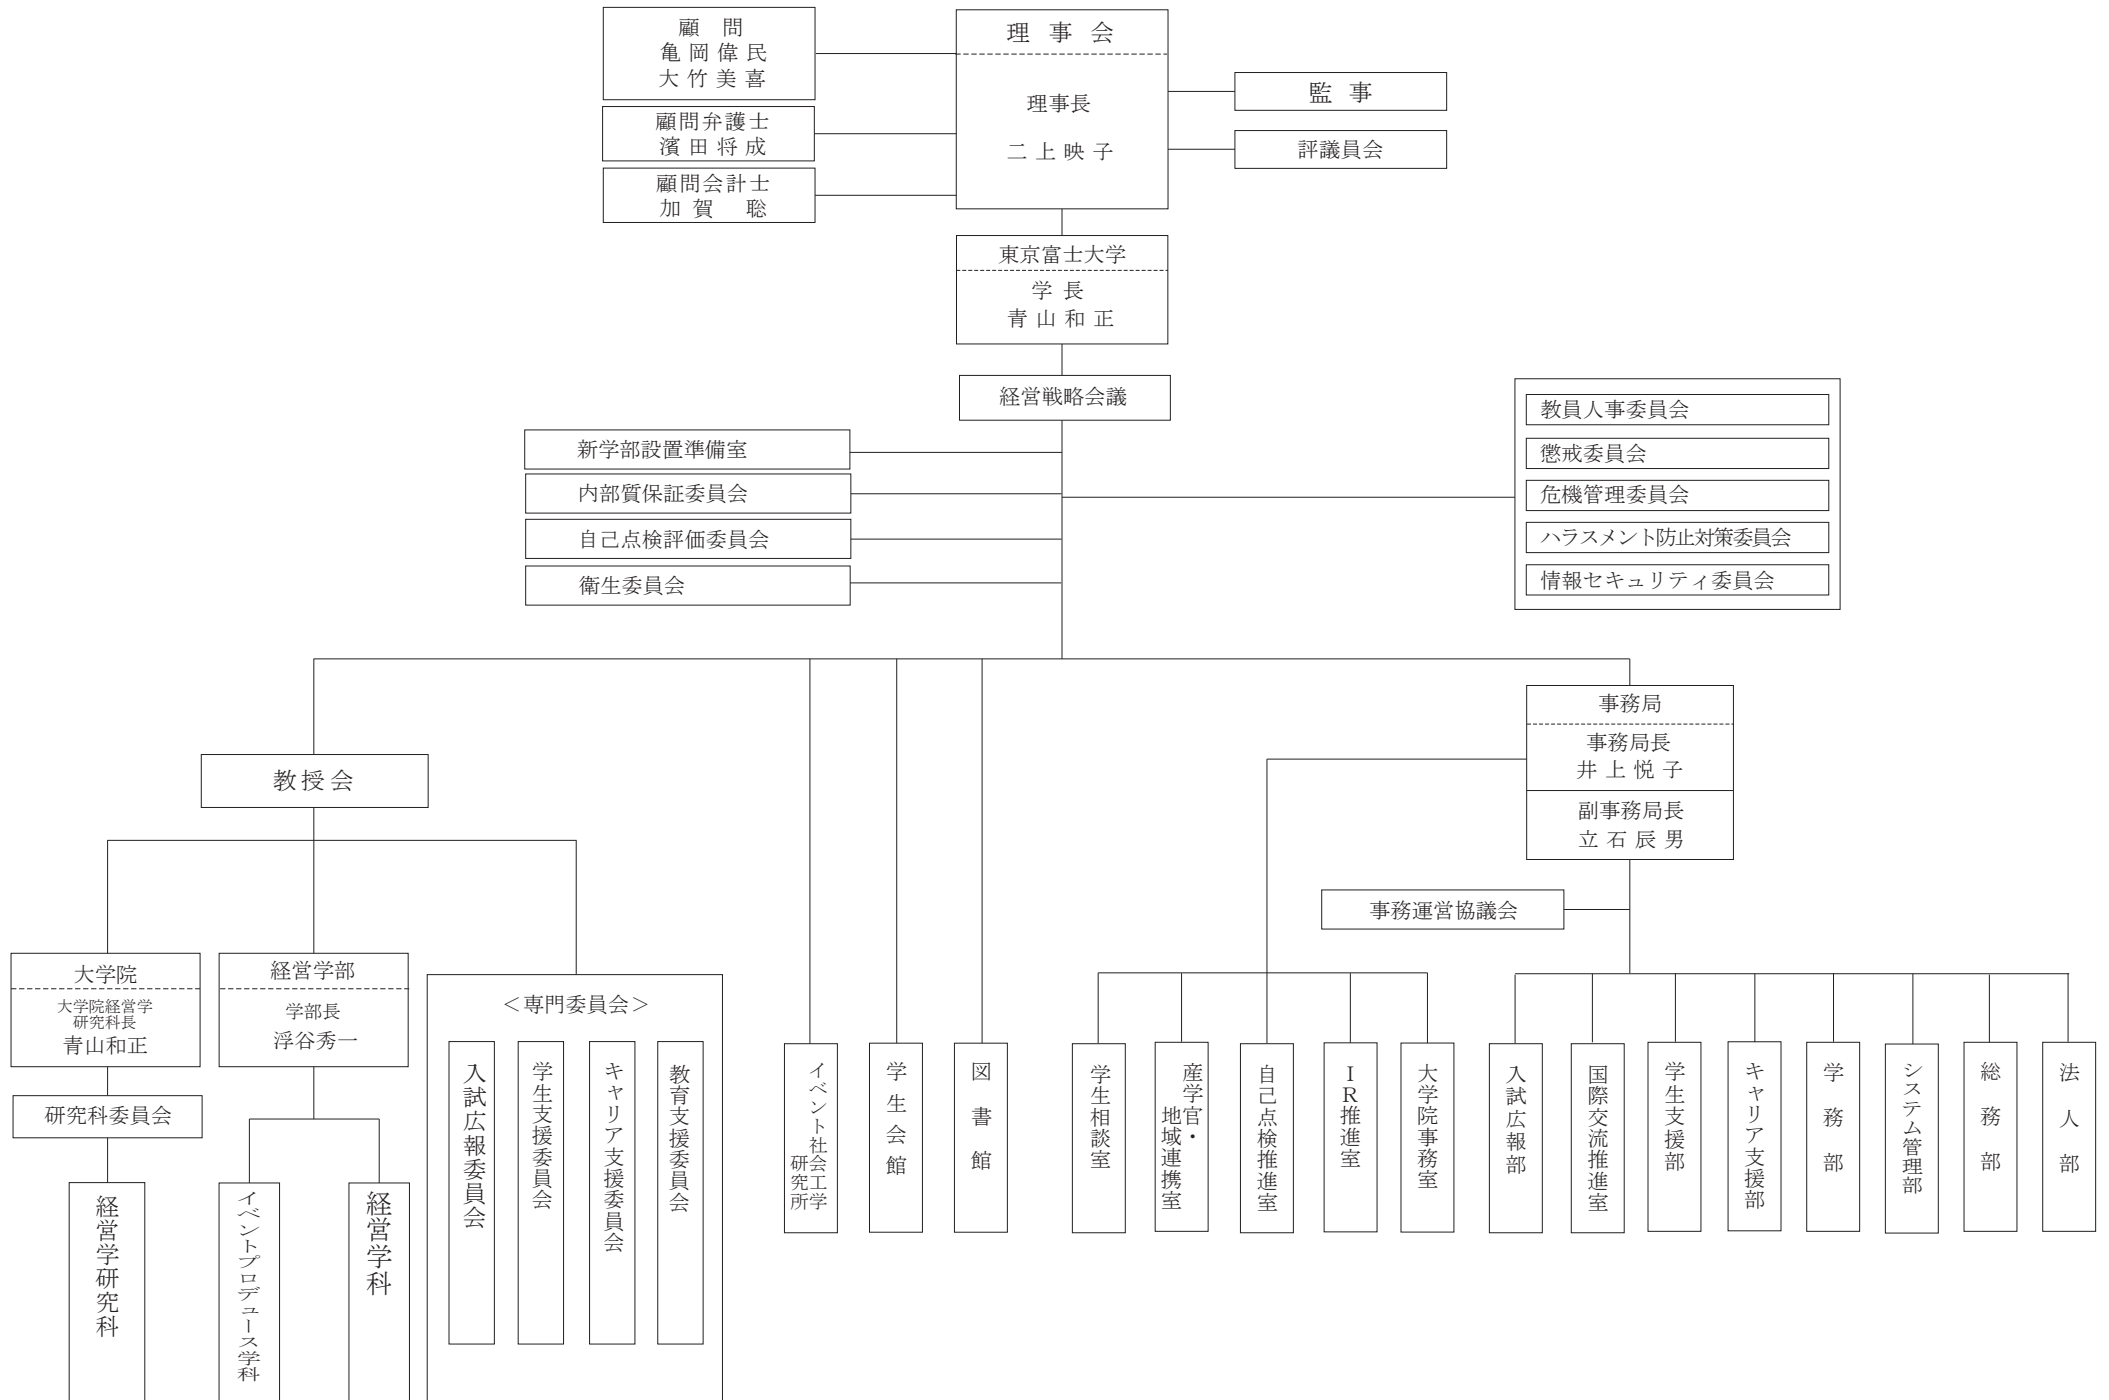 顧 問
亀岡偉民
大竹美喜
顧問弁護士
濱田将成
顧問会計士
加賀 聡
理 事 会
理事長
二上映子
監 事
評議員会
東京富士大学
学 長
青山和正
経営戦略会議
新学部設置準備室
内部質保証委員会
自己点検評価委員会
衛生委員会
教員人事委員会
懲戒委員会
危機管理委員会
ハラスメント防止対策委員会
情報セキュリティ委員会
教授会
事務局
事務局長
井上悦子
副事務局長
立石辰男
事務運営協議会
大学院
大学院経営学
研究科長
青山和正
研究科委員会
経営学研究科
経営学部
学部長
浮谷秀一
イベントプロデュース学科
経営学科
＜専門委員会＞
入試広報委員会
学生支援委員会
キャリア支援委員会
教育支援委員会
イベント社会工学
研究所
学生会館
図書館
学生相談室
産学官・
地域連携室
自己点検推進室
IR推進室
大学院事務室
入試広報部
国際交流推進室
学生支援部
キャリア支援部
学務部
システム管理部
総務部
法人部